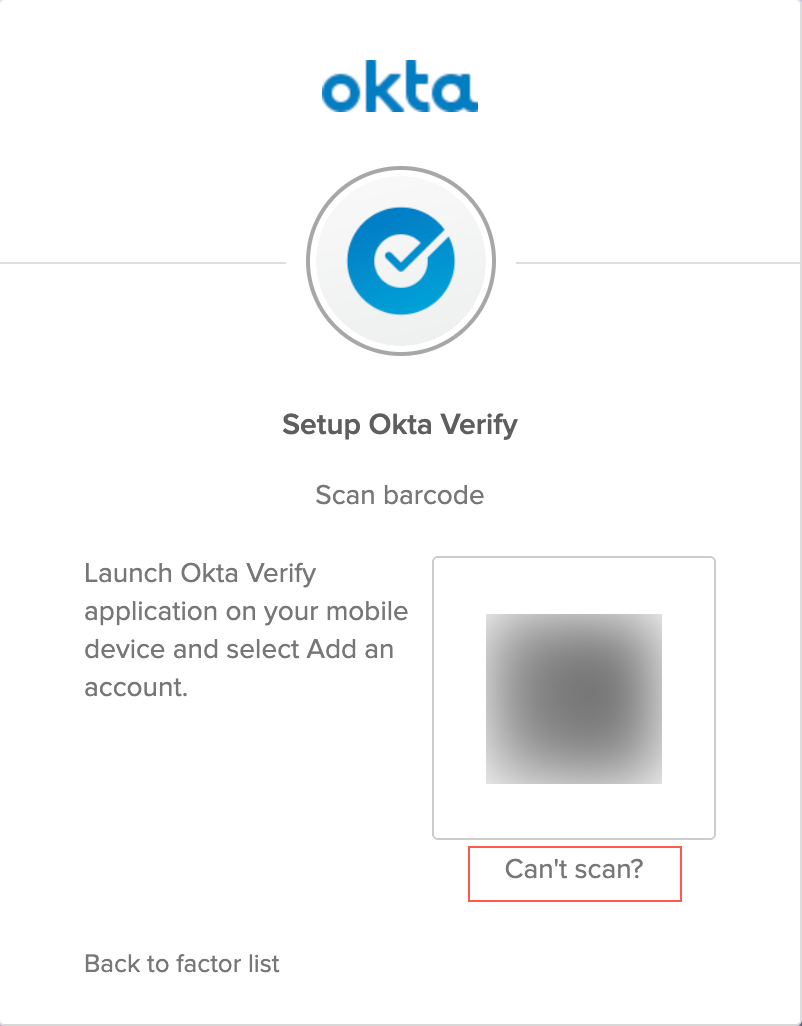 okta
Setup Okta Verify
Scan barcode
Launch Okta Verify
application on your mobile
device and select Add an
account.
Can't scan?
Back to factor list